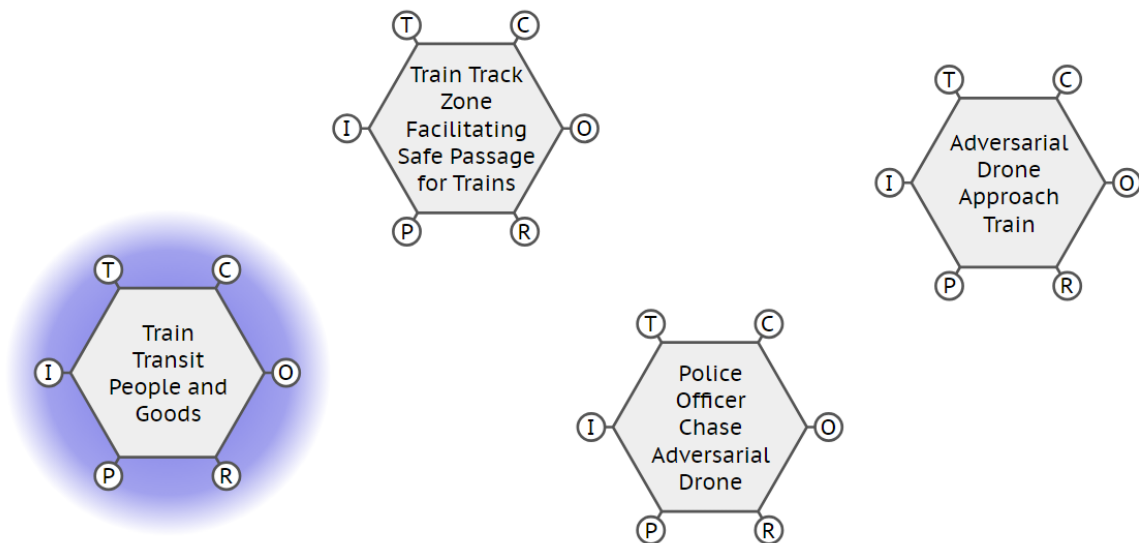 T C
Train Track
Zone
Facilitating
Safe Passage
for Trains
I O
P R
T C
Adversarial
Drone
Approach
Train
I O
P R
T C
Train
Transit
People and
Goods
I O
P R
T C
Police
Officer
Chase
Adversarial
Drone
I O
P R